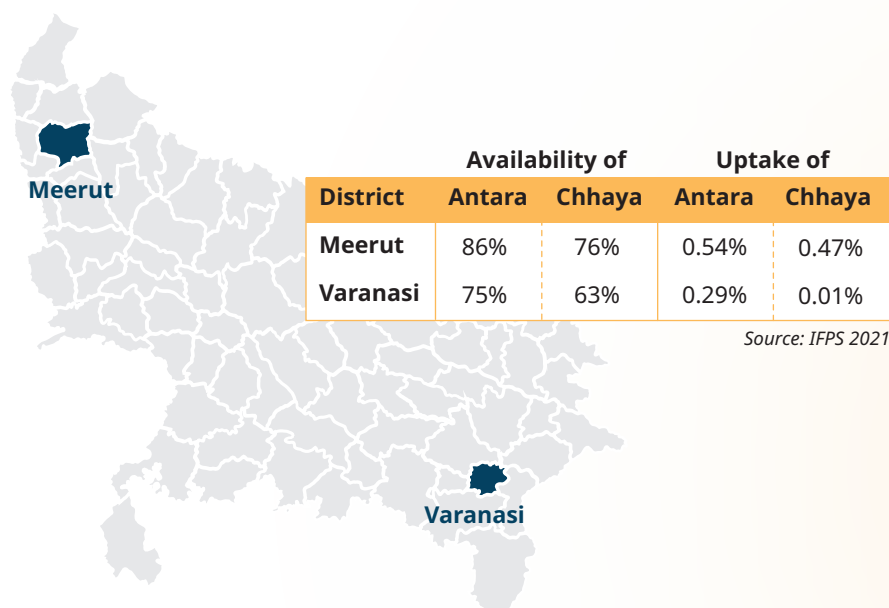 Meerut
Availability of Uptake of
District Antara Chhaya Antara Chhaya
Meerut 86% 76% 0.54% 0.47%
Varanasi 75% 63% 0.29% 0.01%
Source: IFPS 2021
Varanasi